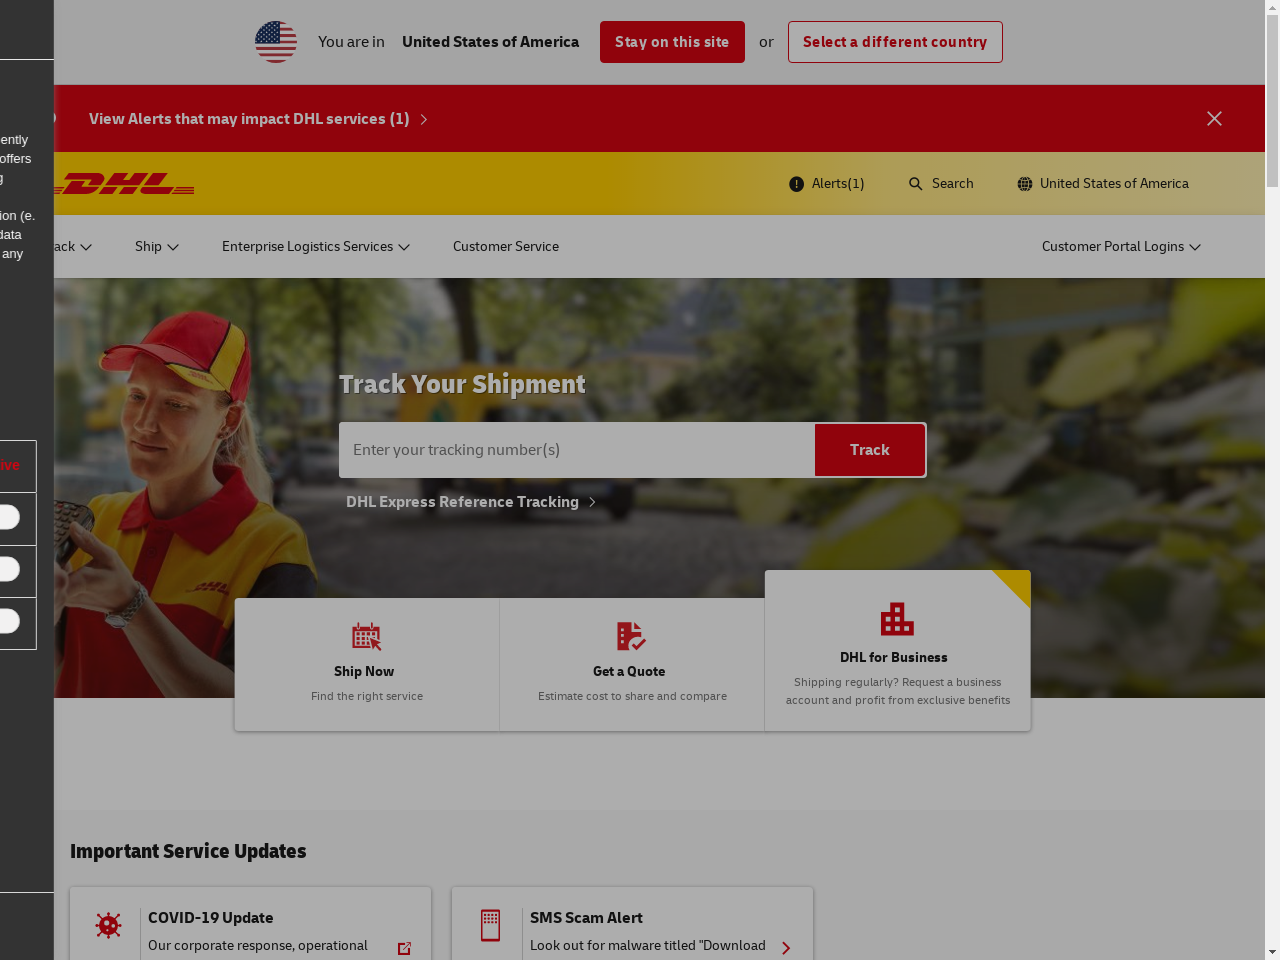 You are in United States of America Stay on this site or Select a different country
View Alerts that may impact DHL services (1)
DHL
Alerts(1) Search United States of America
Ship Enterprise Logistics Services Customer Service Customer Portal Logins
Track Your Shipment
Enter your tracking number(s) Track
DHL Express Reference Tracking
Ship Now
Find the right service
Get a Quote
Estimate cost to share and compare
DHL for Business
Shipping regularly? Request a business
account and profit from exclusive benefits
Important Service Updates
COVID-19 Update
Our corporate response, operational
SMS Scam Alert
Look out for malware titled "Download
offers
data
any